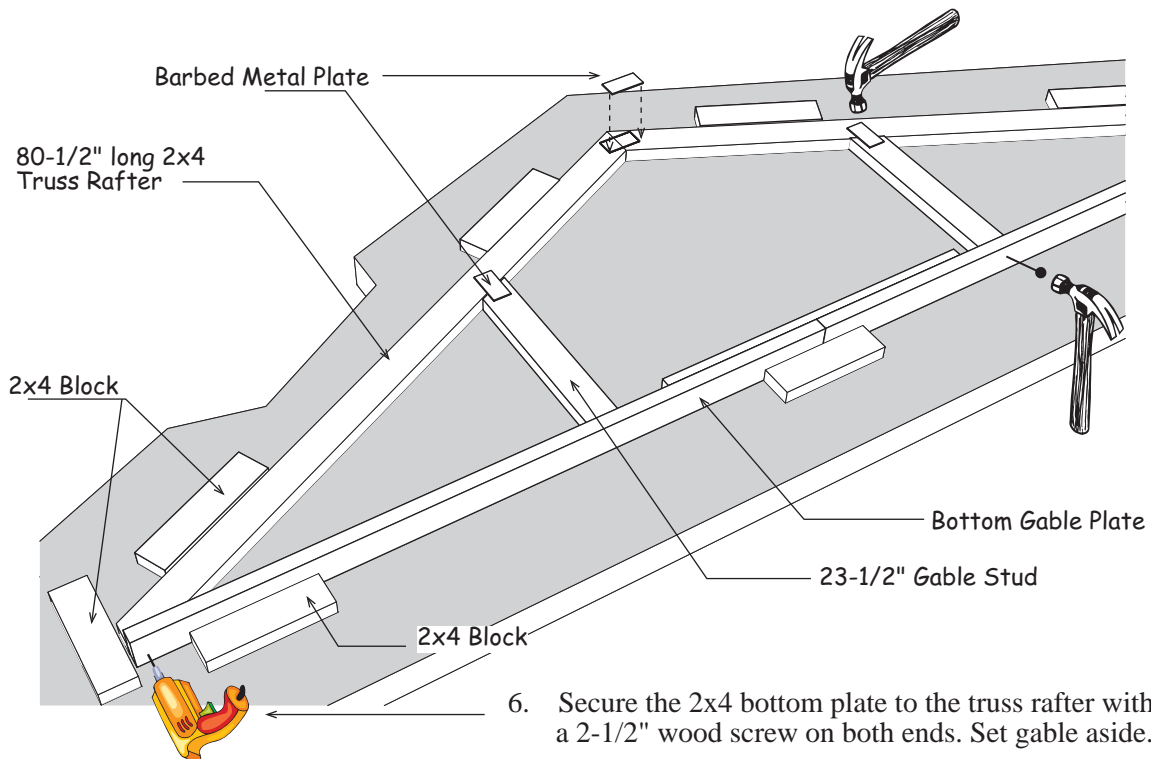 Barbed Metal Plate
80-1/2" long 2x4
Truss Rafter
2x4 Block
Bottom Gable Plate
23-1/2" Gable Stud
2x4 Block
6. Secure the 2x4 bottom plate to the truss rafter with
a 2-1/2" wood screw on both ends. Set gable aside.